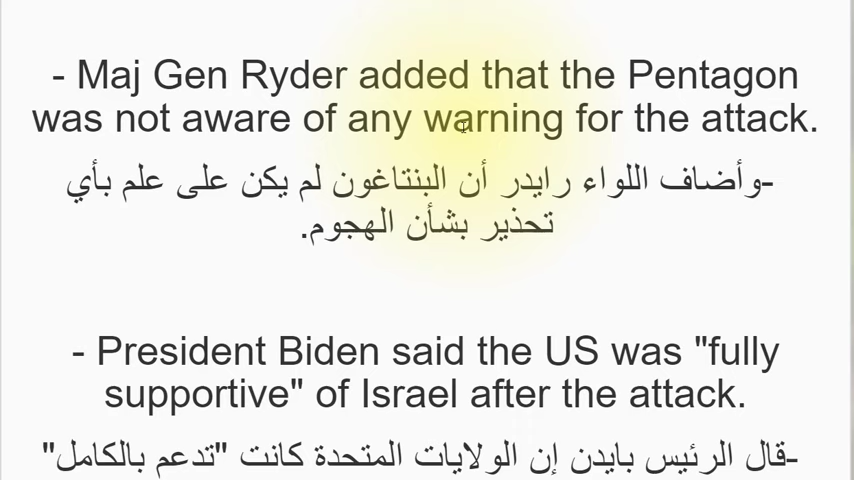 - Maj Gen Ryder added that the Pentagon
was not aware of any warning for the attack.
-وأضاف اللواء رايدر أن البنتاغون لم يكن على علم بأي
تحذير بشأن الهجوم.
- President Biden said the US was "fully
supportive" of Israel after the attack.
-قال الرئيس بايدن إن الولايات المتحدة كانت "تدعم بالكامل"